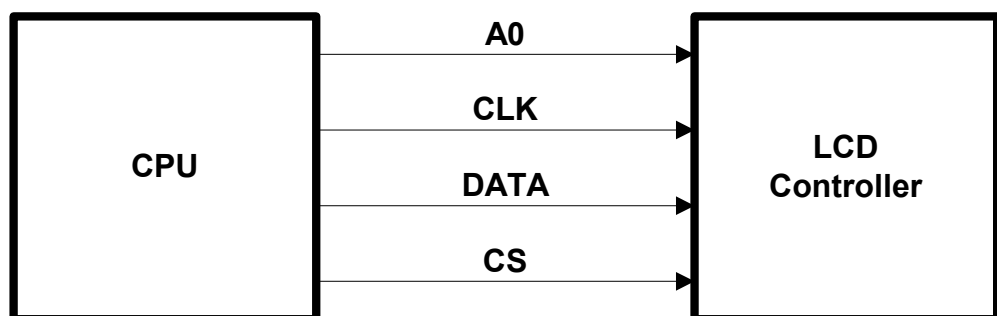 A0
CLK
CPU
LCD
Controller
DATA
CS